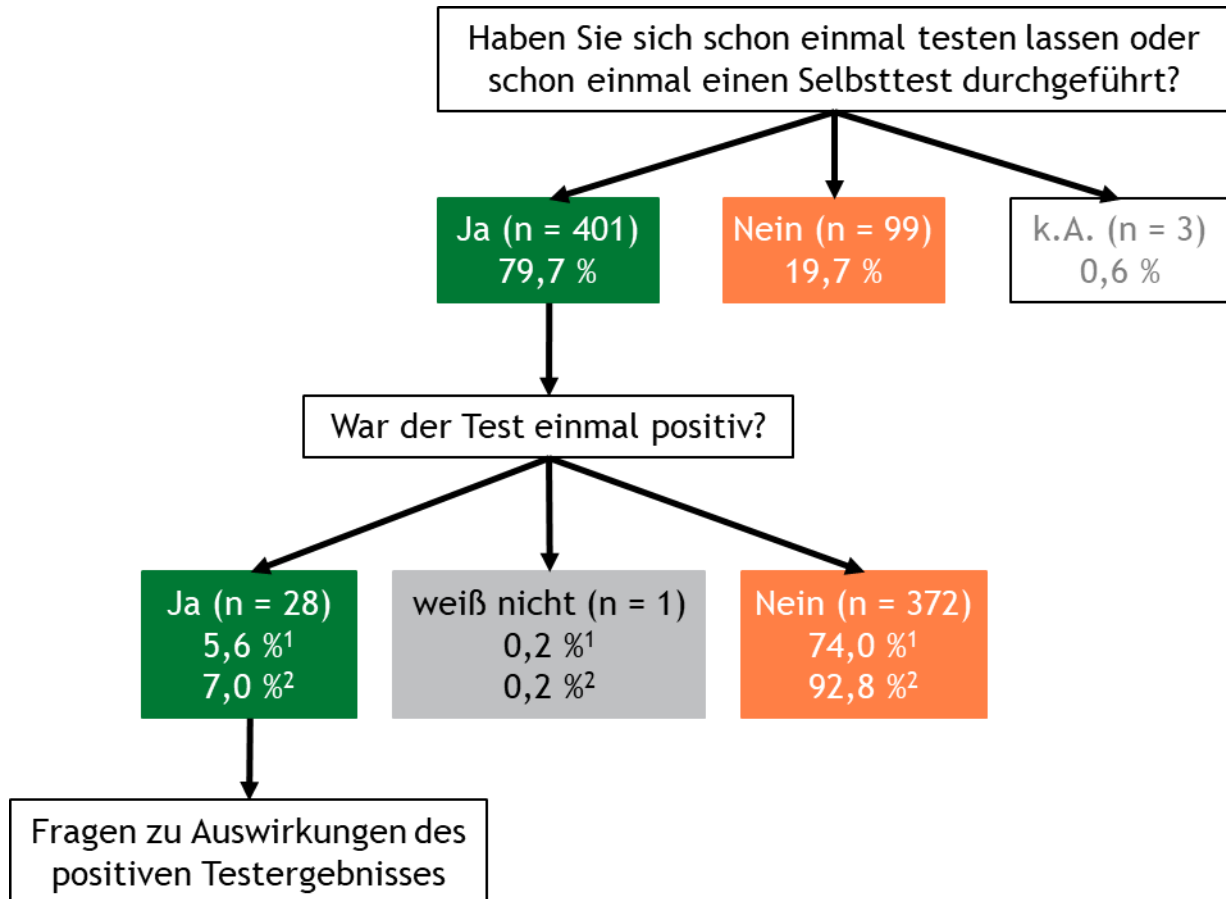 Haben Sie sich schon einmal testen lassen oder
schon einmal einen Selbsttest durchgeführt?
Ja (n = 401)
79,7 %
Nein (n = 99)
19,7 %
k.A. (n = 3)
0,6 %
War der Test einmal positiv?
Ja (n = 28)
5,6 %¹
7,0 %²
weiß nicht (n = 1)
0,2 %¹
0,2 %²
Nein (n = 372)
74,0 %¹
92,8 %²
Fragen zu Auswirkungen des
positiven Testergebnisses